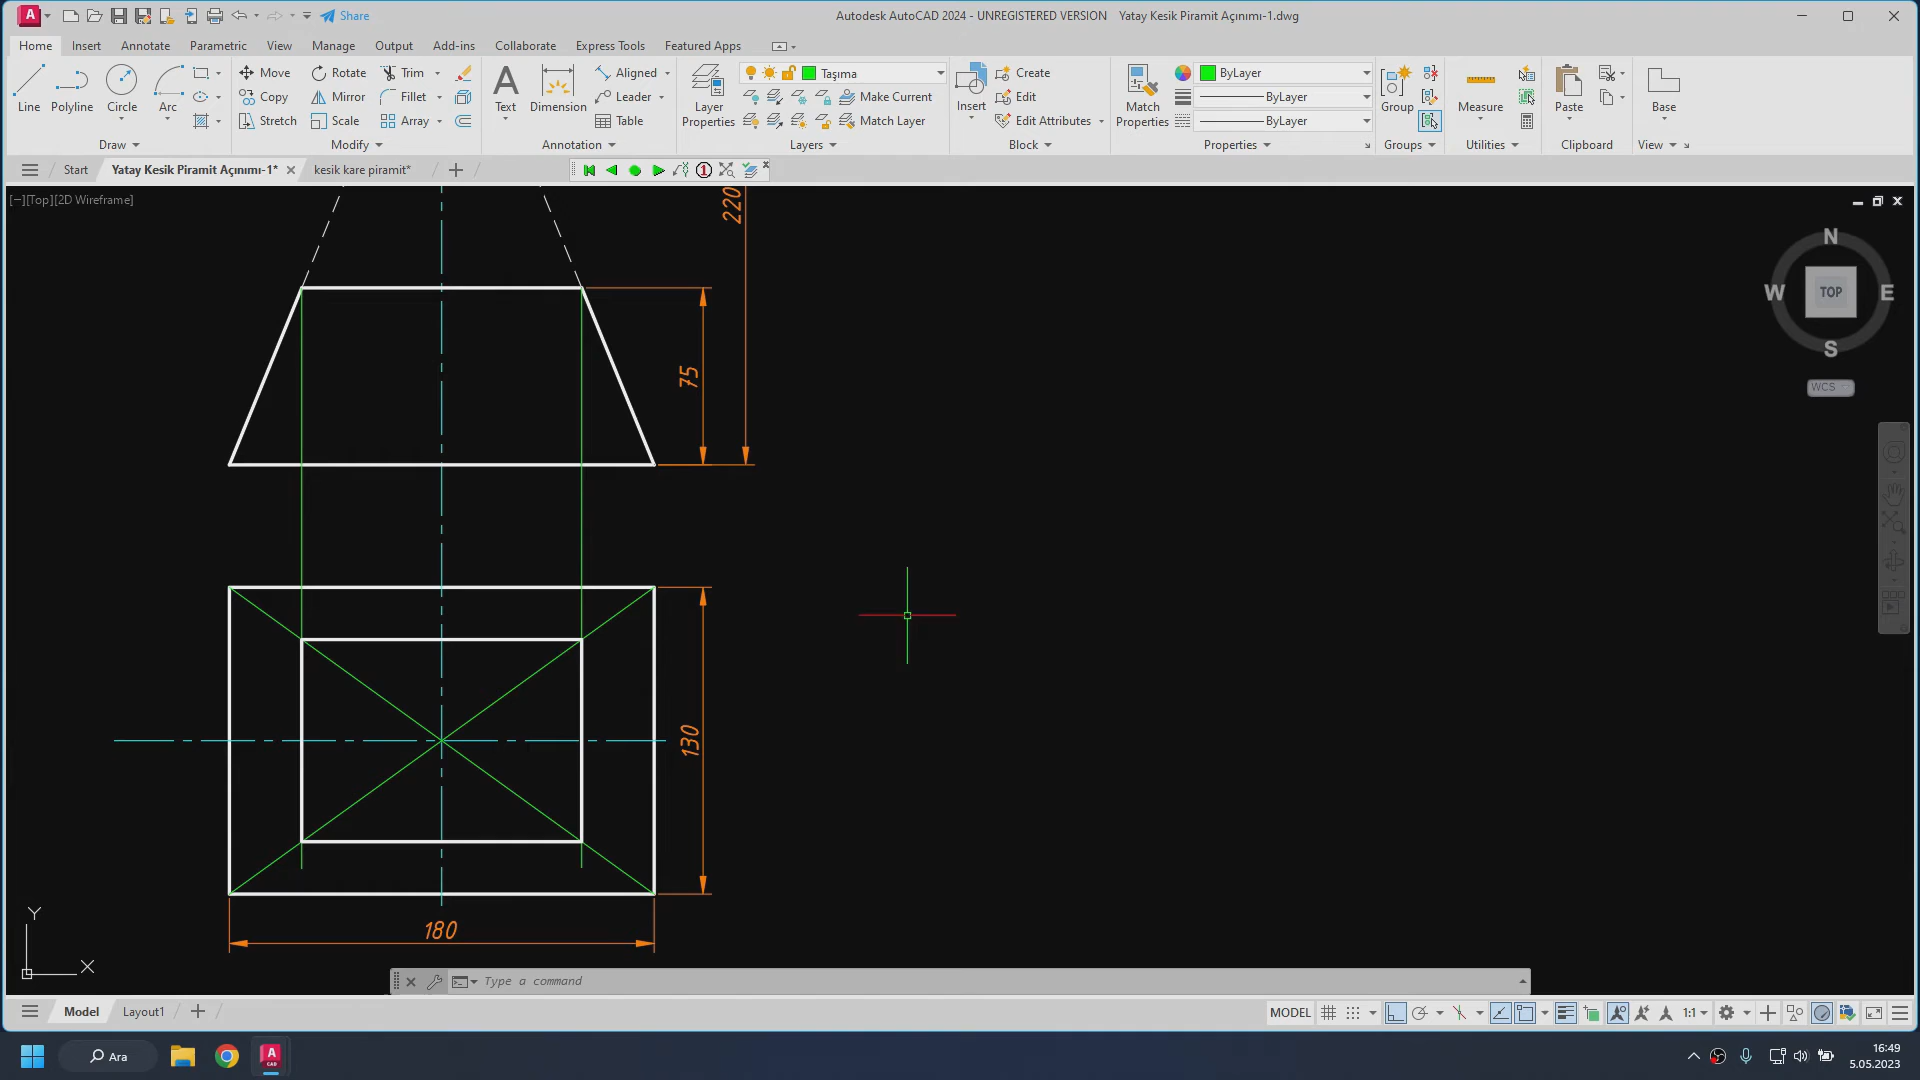 Share
Autodesk AutoCAD 2024 - UNREGISTERED VERSION Yatay Kesik Piramit Açınımı-1.dwg
Home Insert Annotate Parametric View Manage Output Add-ins Collaborate Express Tools Featured Apps
Move Rotate Trim Aligned Taşıma Create ByLayer
Line Polyline Circle Arc Copy Mirror Fillet Text Dimension Leader Layer Properties Make Current Insert Edit Match Properties ByLayer Group Measure Paste Base
Stretch Scale Array Table Match Layer Edit Attributes ByLayer
Draw Modify Annotation Layers Block Properties Groups Utilities Clipboard View
Start Yatay Kesik Piramit Açınımı-1* kesik kare piramit*
[−][Top][2D Wireframe]
220
N
W TOP E
S
WCS
75
130
180
Y
X
Type a command
Model Layout1 MODEL 1:1
Ara
16:49
5.05.2023